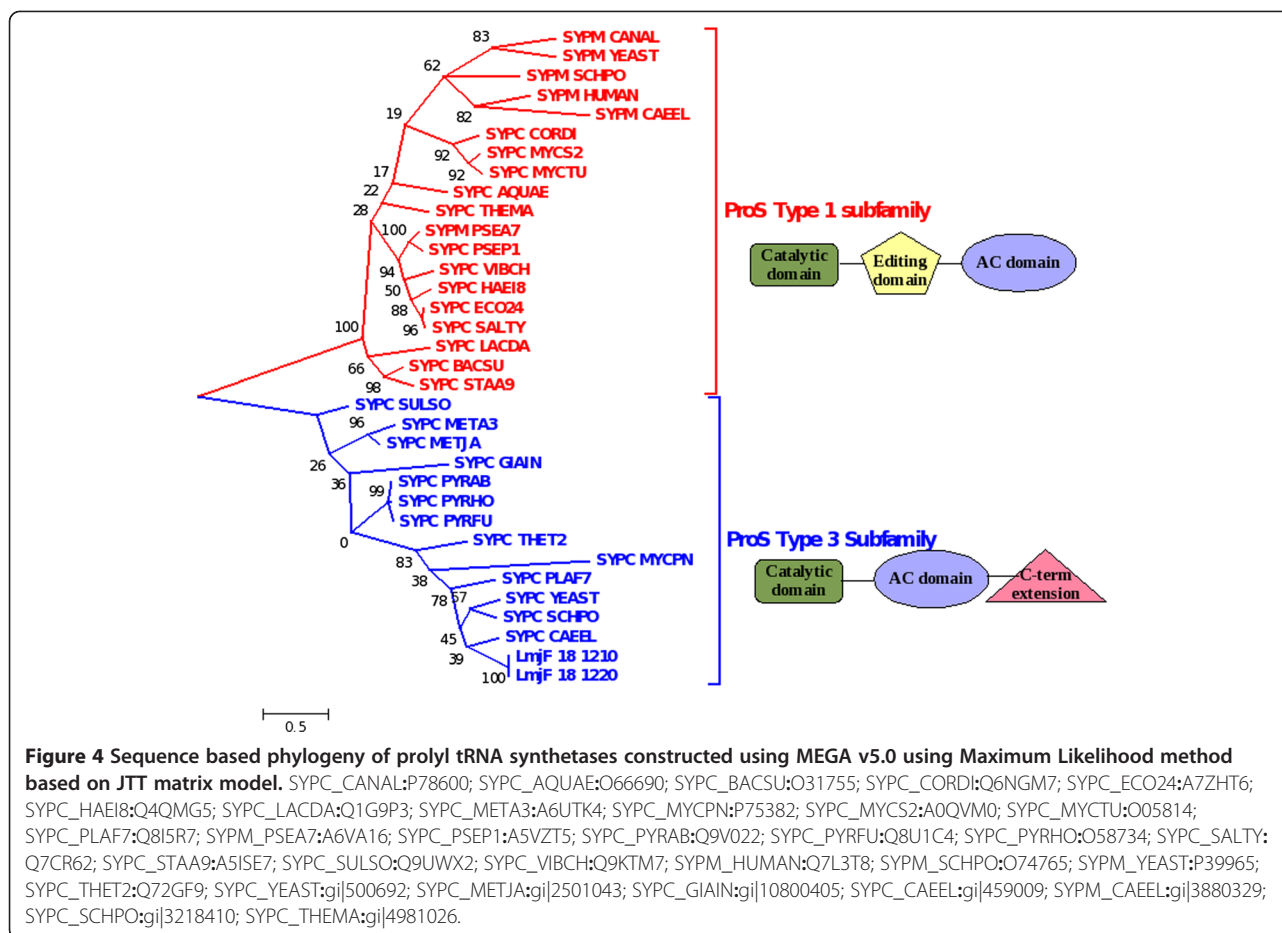 83
SYPM CANAL
SYPM YEAST
62
SYPM SCHPO
SYPM HUMAN
82
SYPM CAEEL
19
SYPC CORDI
92
SYPC MYCS2
92
SYPC MYCTU
17
22
SYPC AQUAE
28
SYPC THEMA
100
SYPM PSEA7
SYPC PSEP1
94
SYPC VIBCH
50
SYPC HAEI8
88
SYPC ECO24
96
SYPC SALTY
100
SYPC LACDA
66
SYPC BACSU
98
SYPC STAA9
ProS Type 1 subfamily
Catalytic
domain
Editing
domain
AC domain
SYPC SULSO
96
SYPC META3
SYPC METJA
26
SYPC GIAIN
36
SYPC PYRAB
99
SYPC PYRHO
SYPC PYRFU
0
SYPC THET2
83
SYPC MYCPN
38
SYPC PLAF7
78
57
SYPC YEAST
SYPC SCHPO
45
SYPC CAEEL
39
LmjF 18 1210
100
LmjF 18 1220
ProS Type 3 Subfamily
Catalytic
domain
AC domain
C-term
extension
0.5
Figure 4 Sequence based phylogeny of prolyl tRNA synthetases constructed using MEGA v5.0 using Maximum Likelihood method
based on JTT matrix model. SYPC_CANAL:P78600; SYPC_AQUAE:O66690; SYPC_BACSU:O31755; SYPC_CORDI:Q6NGM7; SYPC_ECO24:A7ZHT6;
SYPC_HAEI8:Q4QMG5; SYPC_LACDA:Q1G9P3; SYPC_META3:A6UTK4; SYPC_MYCPN:P75382; SYPC_MYCS2:A0QVM0; SYPC_MYCTU:O05814;
SYPC_PLAF7:Q8I5R7; SYPM_PSEA7:A6VA16; SYPC_PSEP1:A5VZT5; SYPC_PYRAB:Q9V022; SYPC_PYRFU:Q8U1C4; SYPC_PYRHO:O58734; SYPC_SALTY:
Q7CR62; SYPC_STAA9:A5ISE7; SYPC_SULSO:Q9UWX2; SYPC_VIBCH:Q9KTM7; SYPM_HUMAN:Q7L3T8; SYPM_SCHPO:O74765; SYPM_YEAST:P39965;
SYPC_THET2:Q72GF9; SYPC_YEAST:gi|500692; SYPC_METJA:gi|2501043; SYPC_GIAIN:gi|10800405; SYPC_CAEEL:gi|459009; SYPM_CAEEL:gi|3880329;
SYPC_SCHPO:gi|3218410; SYPC_THEMA:gi|4981026.